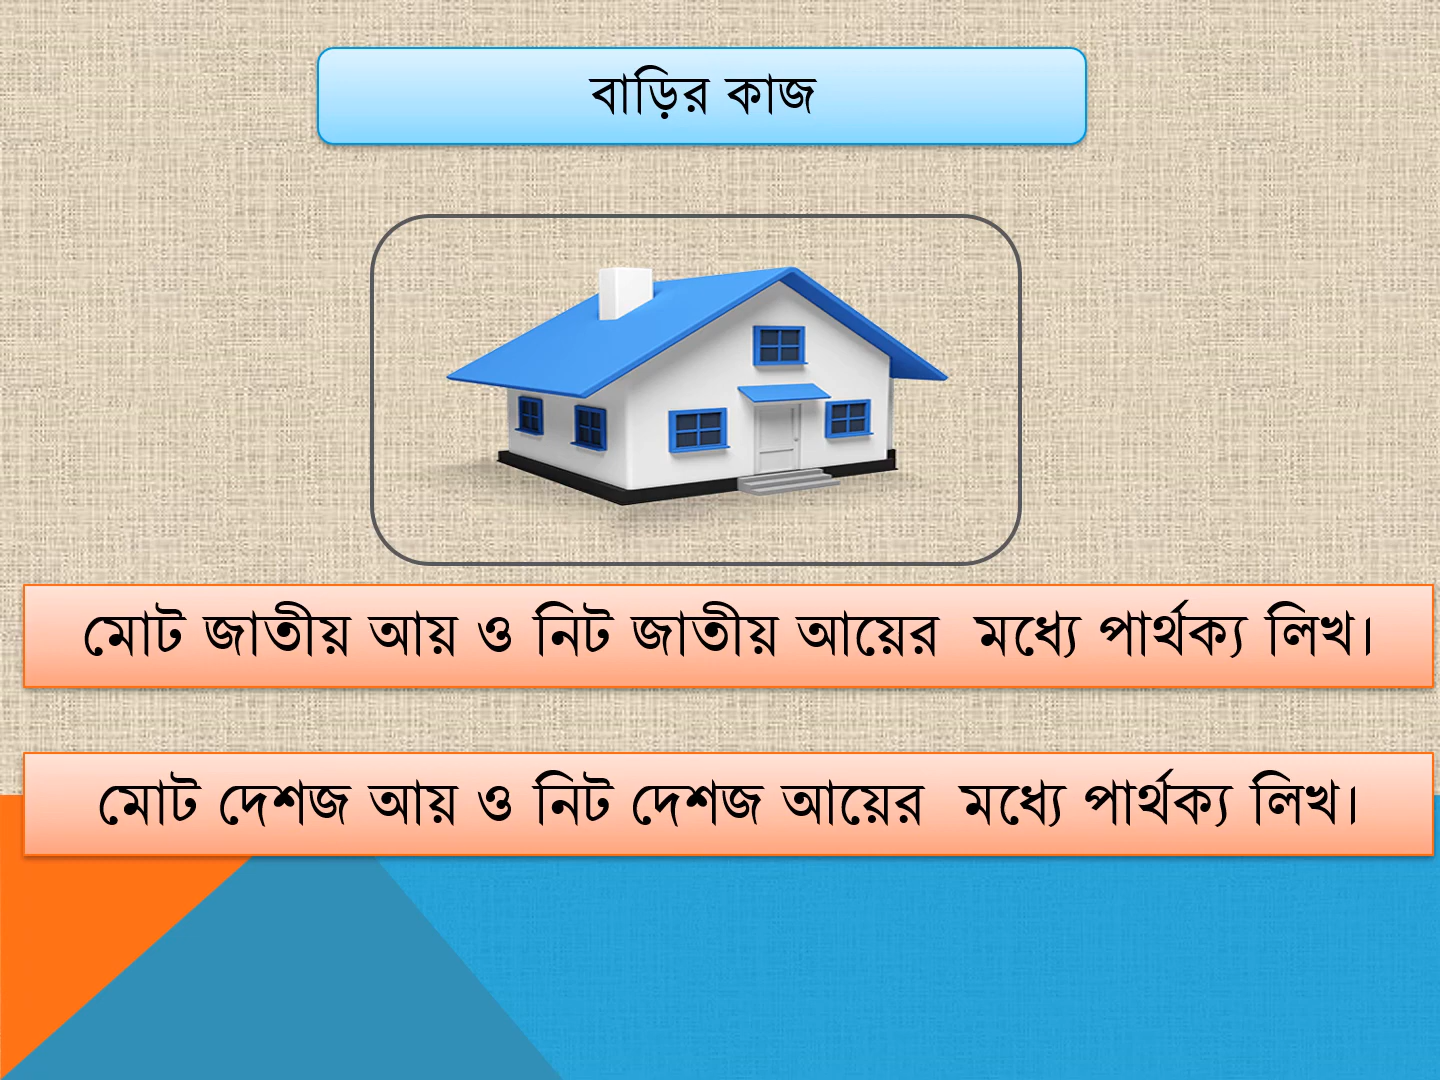 বাড়ির কাজ
মোট জাতীয় আয় ও নিট জাতীয় আয়ের মধ্যে পার্থক্য লিখ।
মোট দেশজ আয় ও নিট দেশজ আয়ের মধ্যে পার্থক্য লিখ।